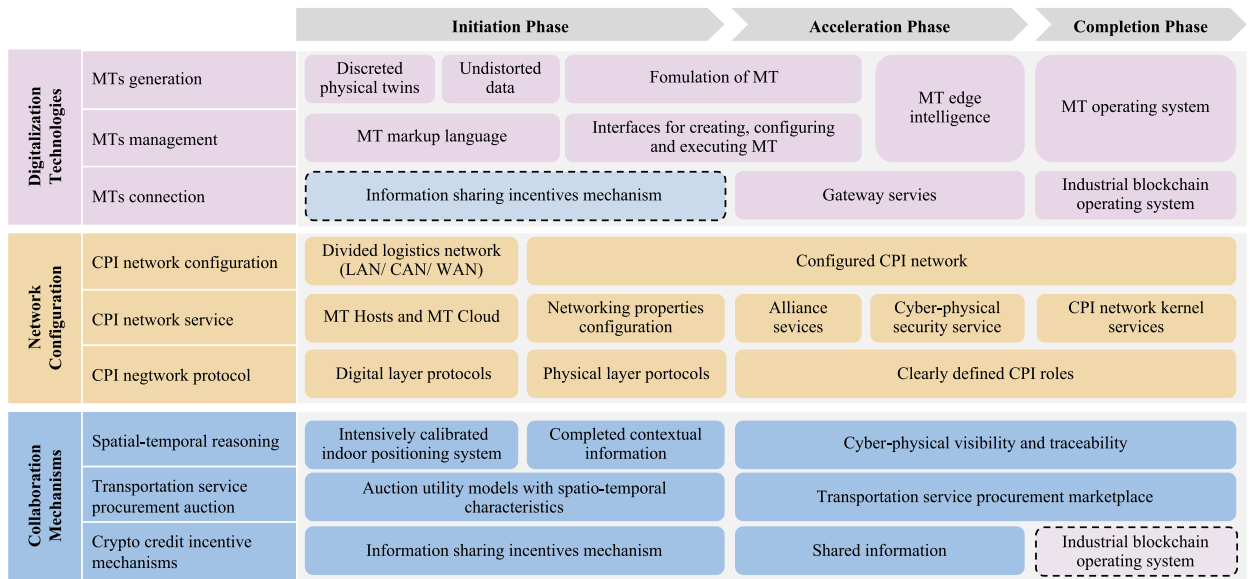 Initiation Phase
Acceleration Phase
Completion Phase
Digitalization
Technologies
MTs generation
Discreted
physical twins
Undistorted
data
Fomulation of MT
MT edge
intelligence
MT operating system
MTs management
MT markup language
Interfaces for creating, configuring
and executing MT
MTs connection
Information sharing incentives mechanism
Gateway servies
Industrial blockchain
operating system
Network
Configuration
CPI network configuration
Divided logistics network
(LAN/ CAN/ WAN)
Configured CPI network
CPI network service
MT Hosts and MT Cloud
Networking properties
configuration
Alliance
sevices
Cyber-physical
security service
CPI network kernel
services
CPI negtwork protocol
Digital layer protocols
Physical layer portocols
Clearly defined CPI roles
Collaboration
Mechanisms
Spatial-temporal reasoning
Intensively calibrated
indoor positioning system
Completed contextual
information
Cyber-physical visibility and traceability
Transportation service
procurement auction
Auction utility models with spatio-temporal
characteristics
Transportation service procurement marketplace
Crypto credit incentive
mechanisms
Information sharing incentives mechanism
Shared information
Industrial blockchain
operating system